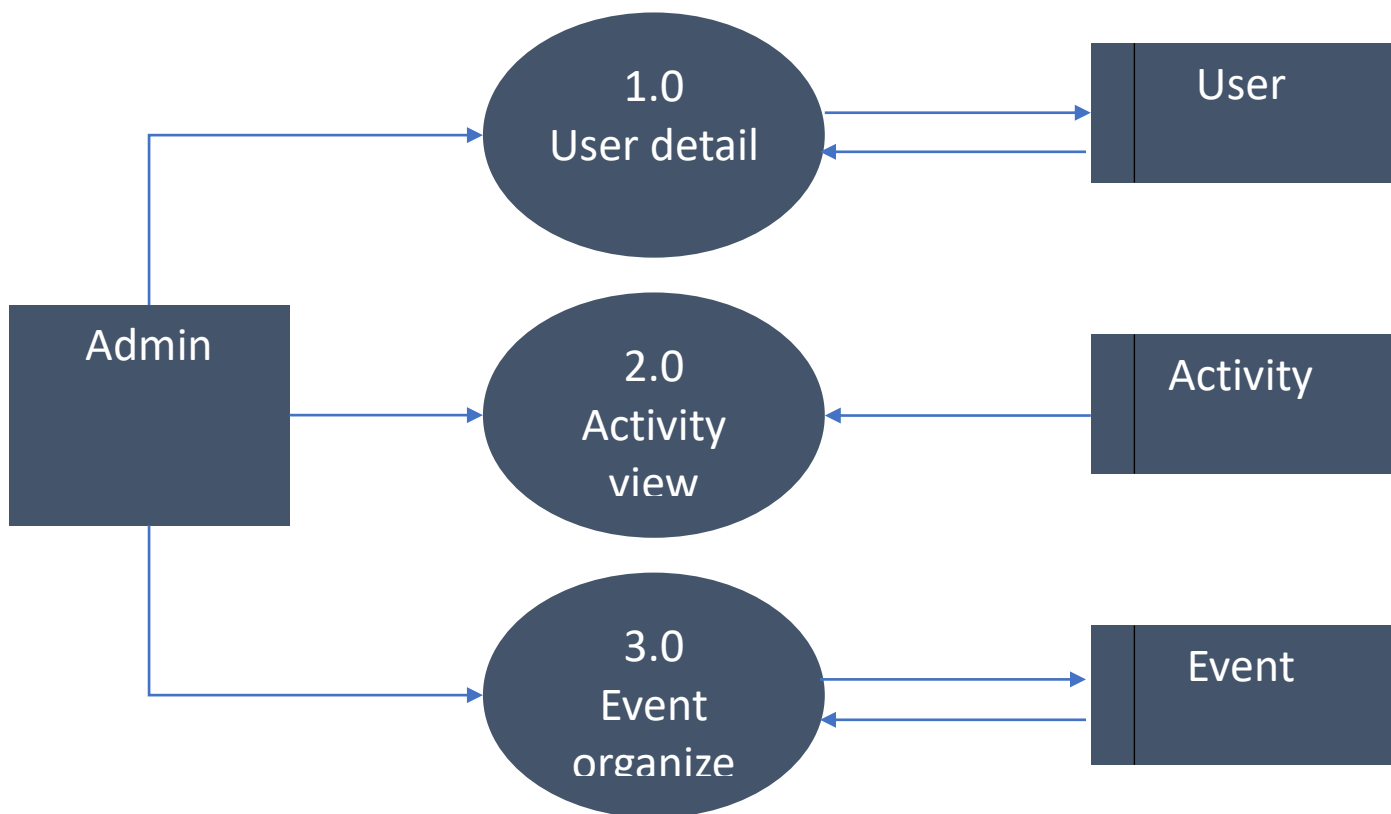 1.0
User detail
User
Admin
2.0
Activity
view
Activity
3.0
Event
organize
Event